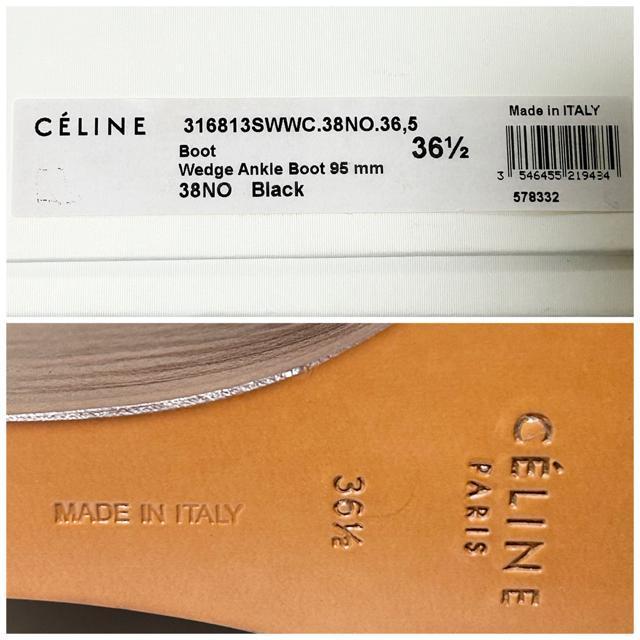 CÉLINE
316813SWWC.38NO.36,5
Boot
36½
Wedge Ankle Boot 95 mm
38NO Black
Made in ITALY
3 546455 219434
578332
MADE IN ITALY
36½
CÉLINE
PARIS